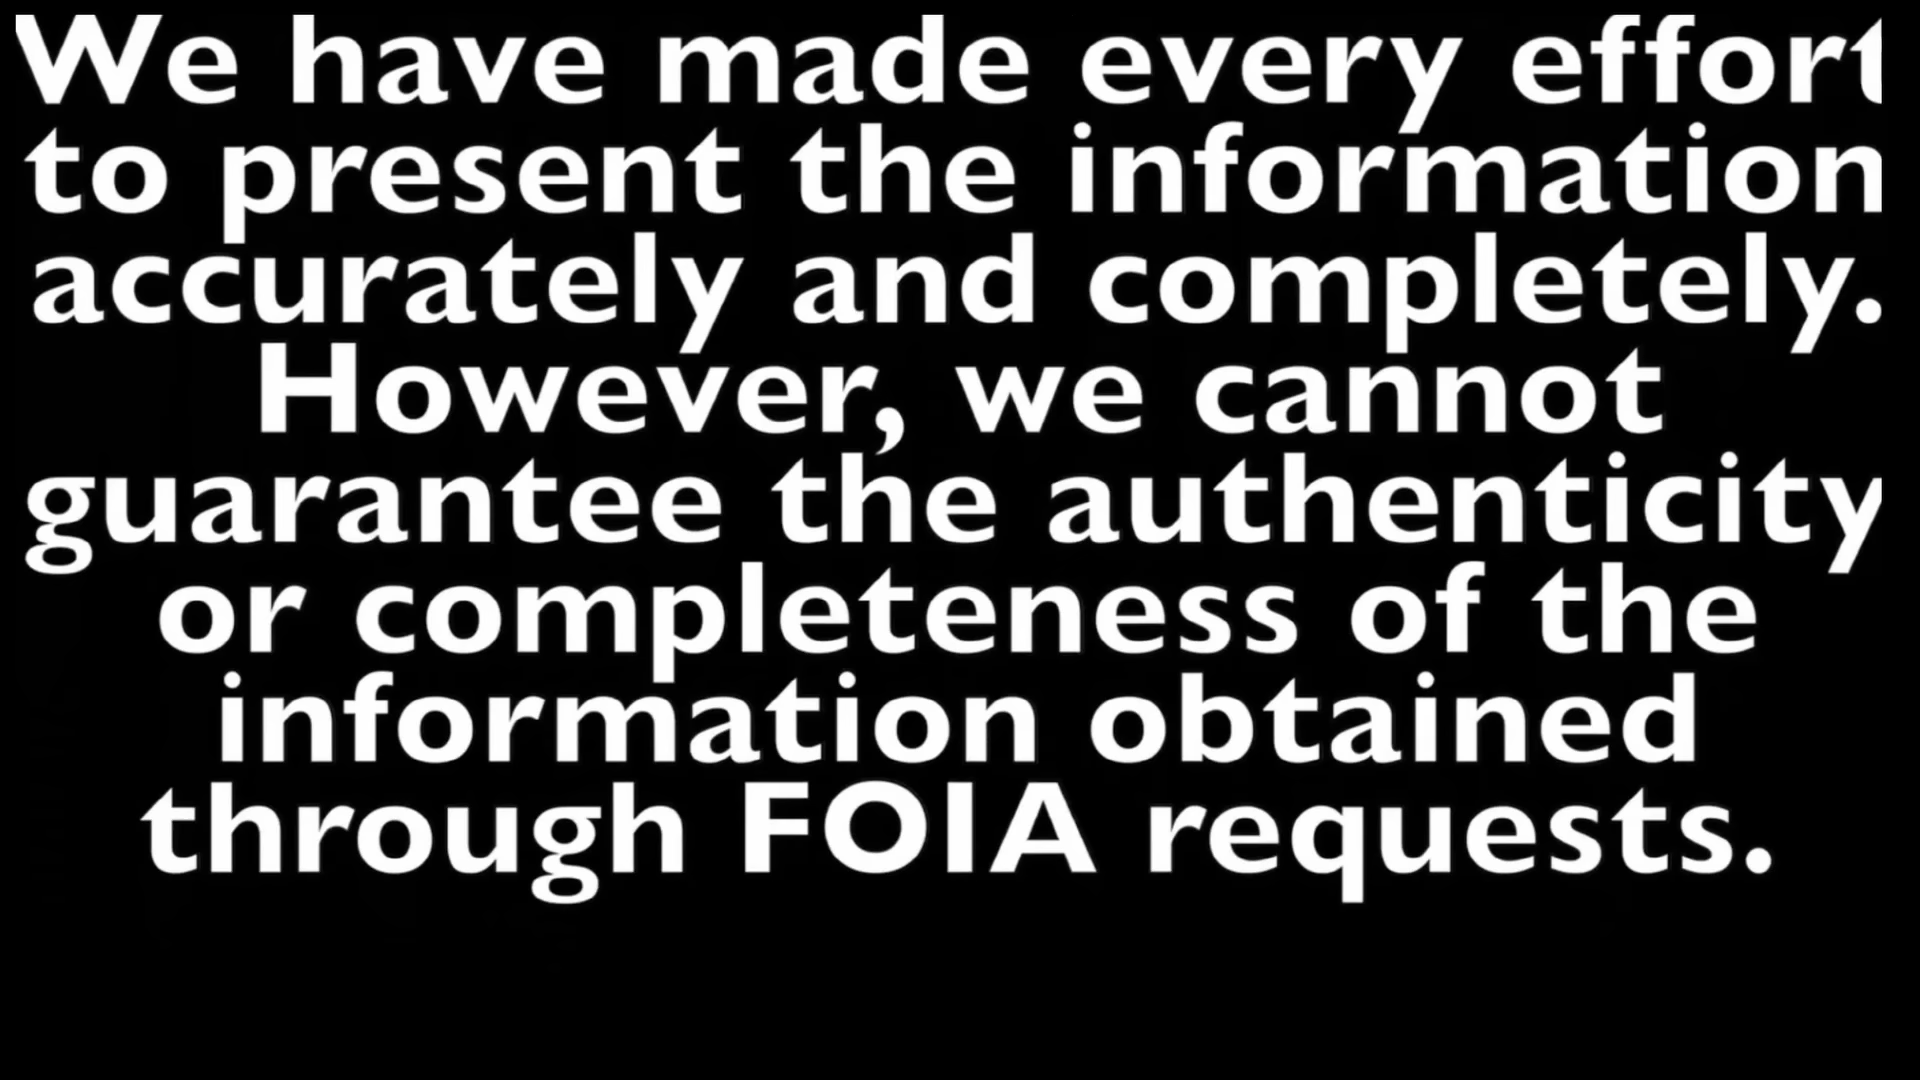 We have made every effort
to present the information
accurately and completely.
However, we cannot
guarantee the authenticity
or completeness of the
information obtained
through FOIA requests.